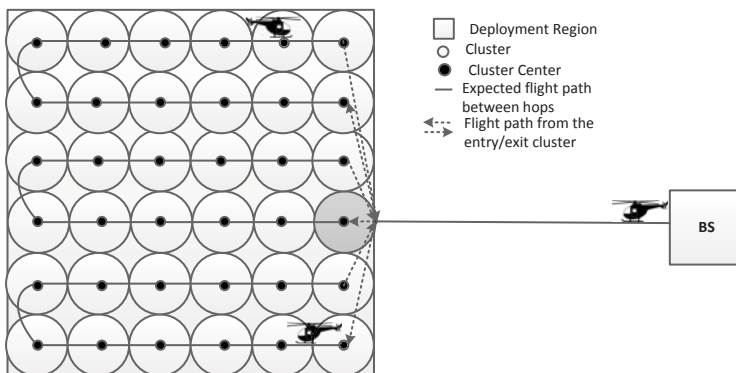 Deployment Region
Cluster
Cluster Center
Expected flight path
between hops
Flight path from the
entry/exit cluster
BS